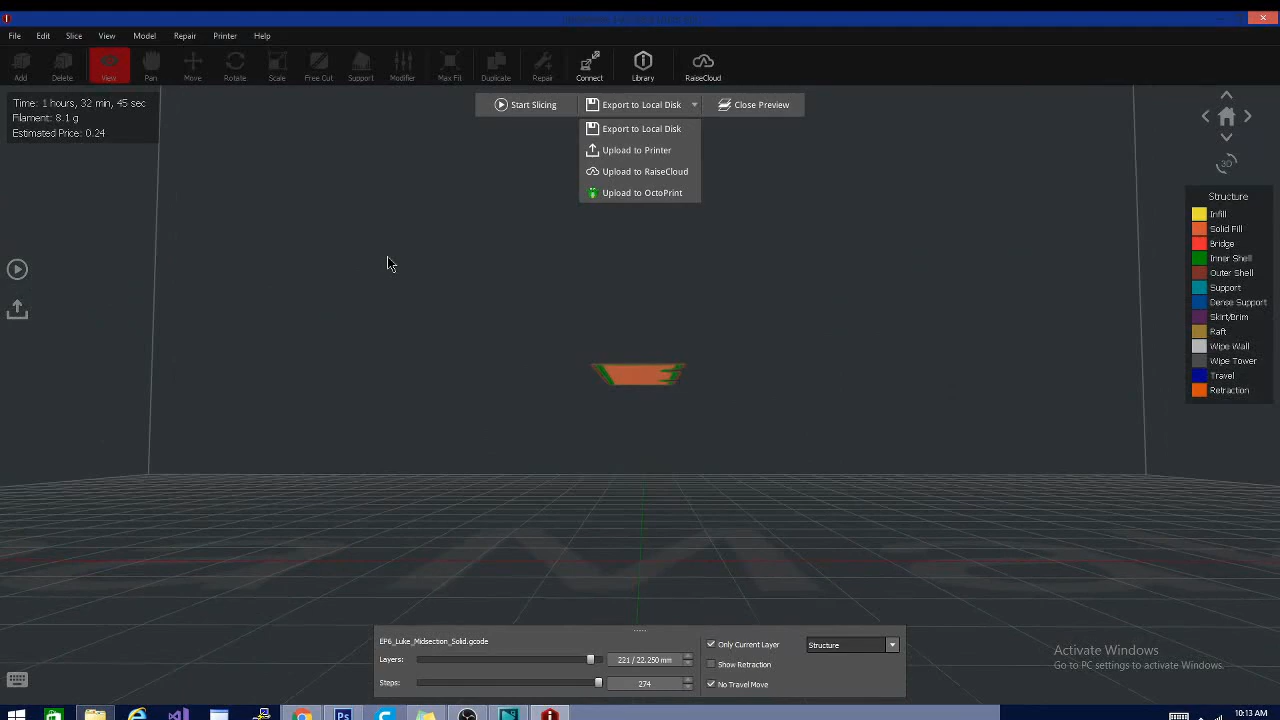 File Edit Slice View Model Repair Printer Help
Add Delete View Pan Move Rotate Scale Free Cut Support Modifier Max Fit Duplicate Repair Connect Library RaiseCloud
Time: 1 hours, 32 min, 45 sec
Filament: 8.1 g
Estimated Price: 0.24
Start Slicing Export to Local Disk Close Preview
Export to Local Disk
Upload to Printer
Upload to RaiseCloud
Upload to OctoPrint
3D
Structure
Infill
Solid Fill
Bridge
Inner Shell
Outer Shell
Support
Dense Support
Skirt/Brim
Raft
Wipe Wall
Wipe Tower
Travel
Retraction
EP6_Luke_Midsection_Solid.gcode
Layers: 221 / 22.250 mm
Steps: 274
Only Current Layer
Show Retraction
No Travel Move
Structure
Activate Windows
Go to PC settings to activate Windows.
10:13 AM